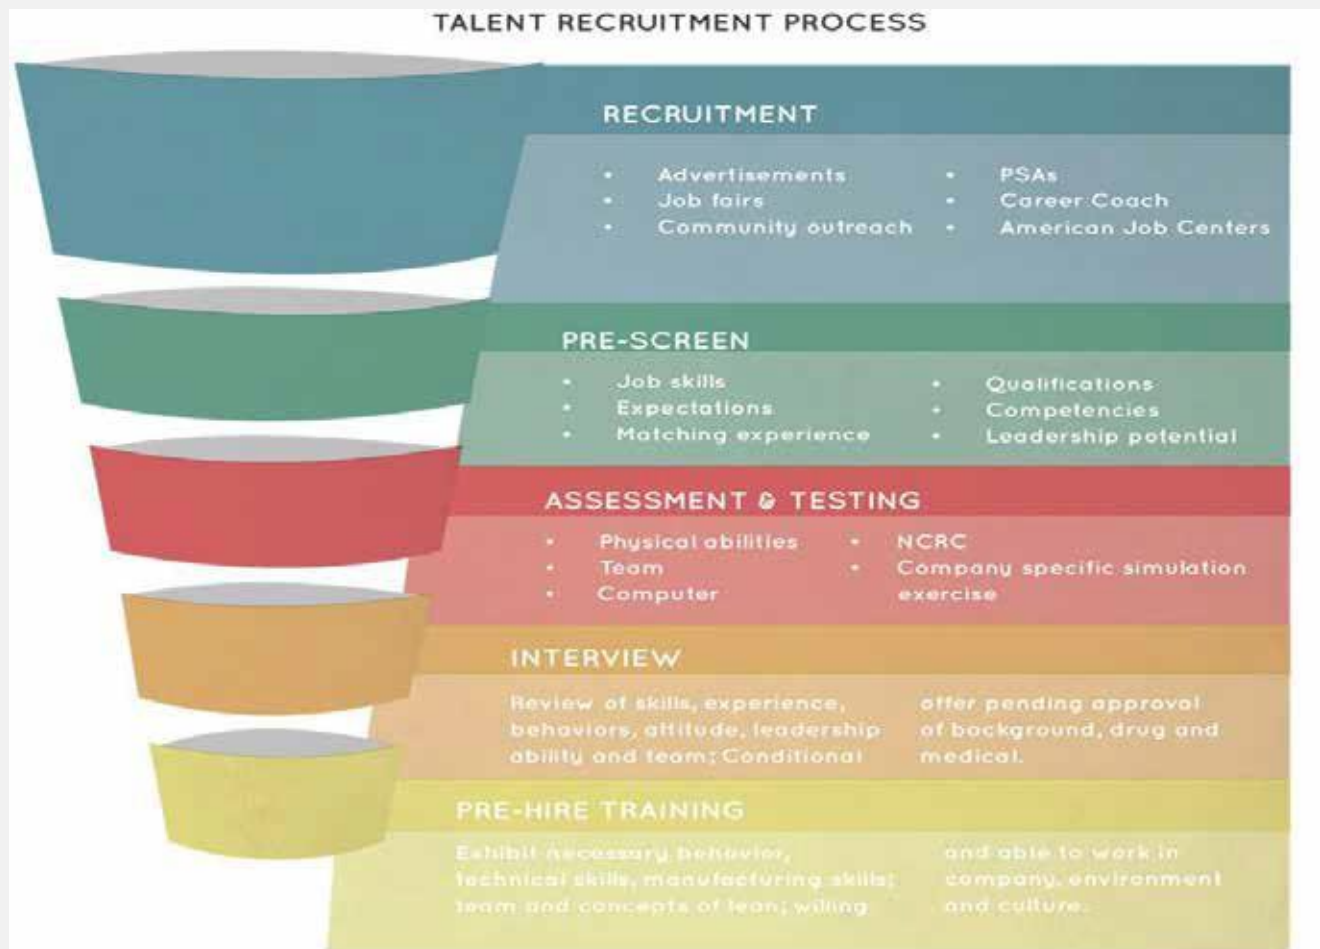 TALENT RECRUITMENT PROCESS
RECRUITMENT
• Advertisements
• Job fairs
• Community outreach
• PSAs
• Career Coach
• American Job Centers
PRE-SCREEN
• Job skills
• Expectations
• Matching experience
• Qualifications
• Competencies
• Leadership potential
ASSESSMENT & TESTING
• Physical abilities
• Team
• Computer
• NCRC
• Company specific simulation
exercise
INTERVIEW
Review of skills, experience,
behaviors, attitude, leadership
ability and team; Conditional
offer pending approval
of background, drug and
medical.
PRE-HIRE TRAINING
Exhibit necessary behavior,
technical skills, manufacturing skills;
team and concepts of lean; willing
and able to work in
company, environment
and culture.